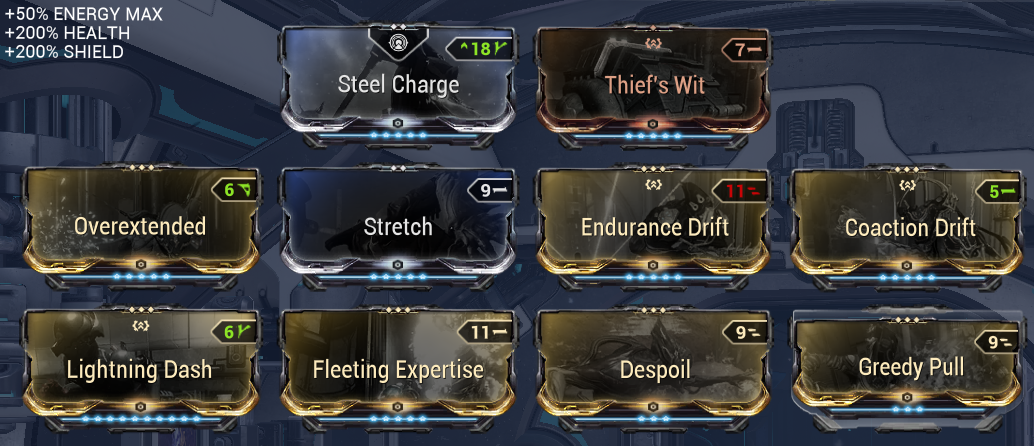 +50% ENERGY MAX
+200% HEALTH
+200% SHIELD
18
Steel Charge
7
Thief's Wit
6
Overextended
9
Stretch
11
Endurance Drift
5
Coaction Drift
6
Lightning Dash
11
Fleeting Expertise
9
Despoil
9
Greedy Pull